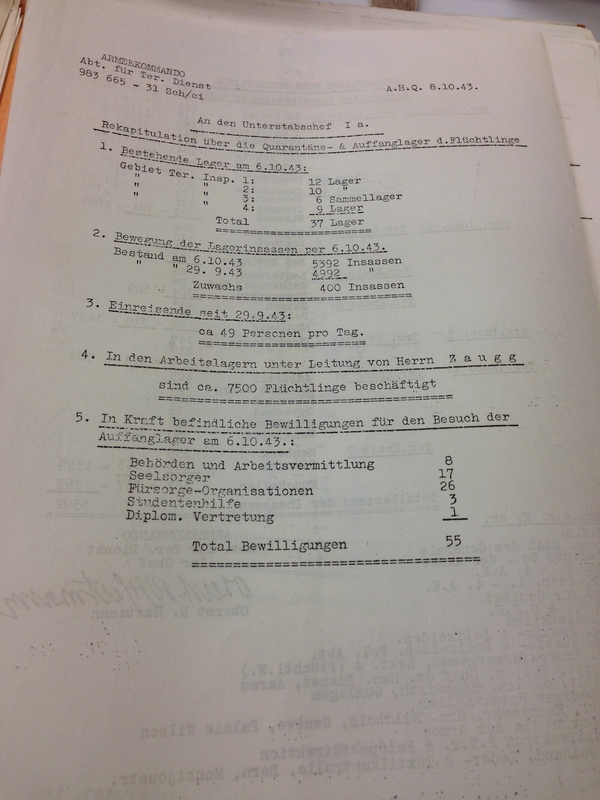 ARMEEKOMMANDO
Abt. für Ter. Dienst
983 665 - 31 Sch/ci
A.H.Q. 8.10.43.
An den Unterstabschef I a.
Rekapitulation über die Quarantäne- & Auffanglager d.Flüchtlinge
1. Bestehende Lager am 6.10.43:
Gebiet Ter. Insp. 1: 12 Lager
" " 2: 10 "
" " 3: 6 Sammellager
" " 4: 9 Lager
Total 37 Lager
2. Bewegung der Lagerinsassen per 6.10.43.
Bestand am 6.10.43 5392 Insassen
" " 29. 9.43 4992 "
Zuwachs 400 Insassen
3. Einreisende seit 29.9.43:
ca 49 Personen pro Tag.
4. In den Arbeitslagern unter Leitung von Herrn Z a u g g
sind ca. 7500 Flüchtlinge beschäftigt
5. In Kraft befindliche Bewilligungen für den Besuch der
Auffanglager am 6.10.43.:
Behörden und Arbeitsvermittlung 8
Seelsorger 17
Fürsorge-Organisationen 26
Studentenhilfe 3
Diplom. Vertretung 1
Total Bewilligungen 55